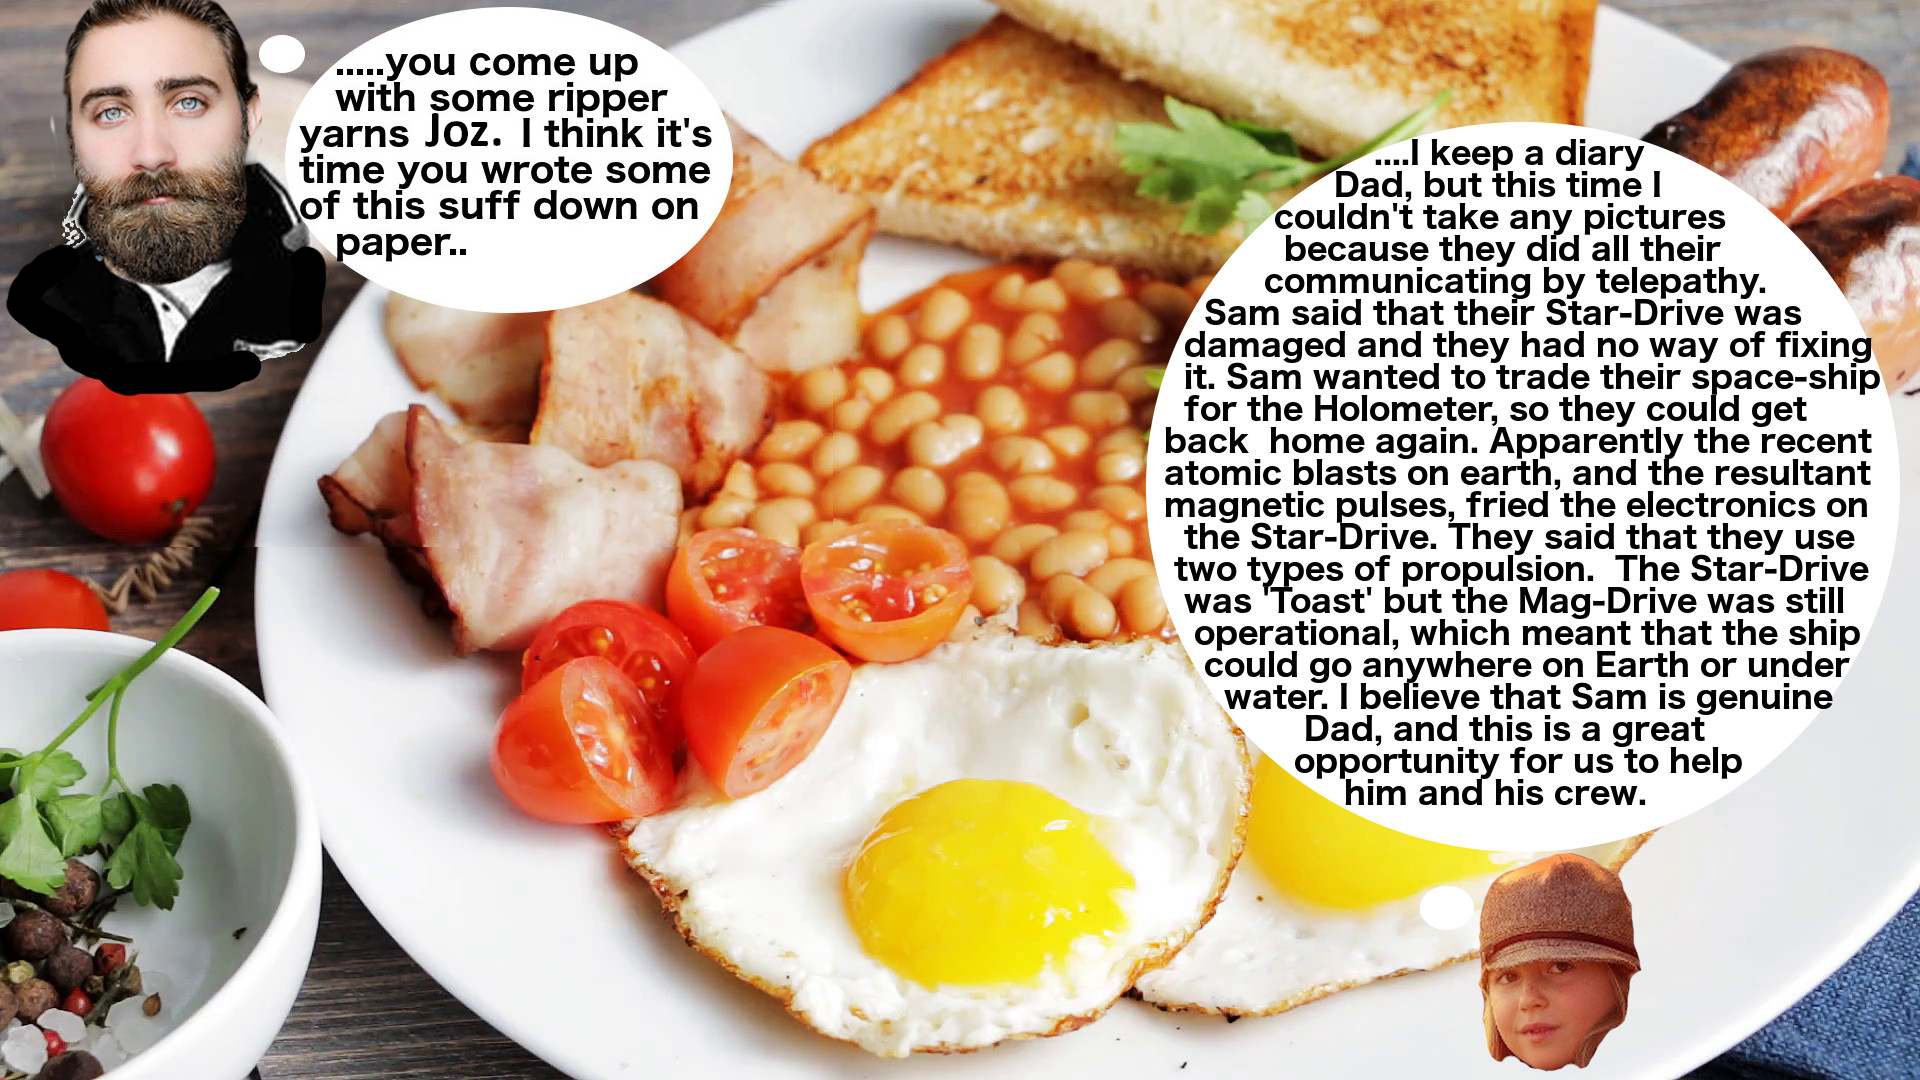 .....you come up
with some ripper
yarns Joz. I think it's
time you wrote some
of this suff down on
paper..
....I keep a diary
Dad, but this time I
couldn't take any pictures
because they did all their
communicating by telepathy.
Sam said that their Star-Drive was
damaged and they had no way of fixing
it. Sam wanted to trade their space-ship
for the Holometer, so they could get
back home again. Apparently the recent
atomic blasts on earth, and the resultant
magnetic pulses, fried the electronics on
the Star-Drive. They said that they use
two types of propulsion. The Star-Drive
was 'Toast' but the Mag-Drive was still
operational, which meant that the ship
could go anywhere on Earth or under
water. I believe that Sam is genuine
Dad, and this is a great
opportunity for us to help
him and his crew.